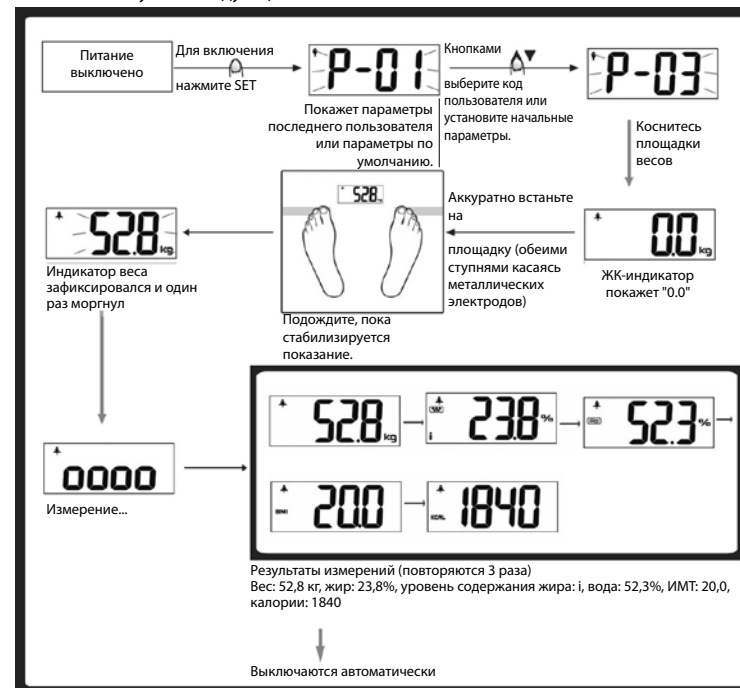 Питание
выключено
Для включения
нажмите SET
P-01
Кнопками
выберите код
пользователя или
установите начальные
параметры.
P-03
Покажет параметры
последнего пользователя
или параметры по
умолчанию.
Коснитесь
площадки
весов
0.0 kg
ЖК-индикатор
покажет "0.0"
Аккуратно встаньте
на
площадку (обеими
ступнями касаясь
металлических
электродов)
52.8
Подождите, пока
стабилизируется
показание.
52.8 kg
Индикатор веса
зафиксировался и один
раз моргнул
0000
Измерение...
52.8 kg
23.8 %
i
52.3 %
BMI 20.0
KCAL 1840
Результаты измерений (повторяются 3 раза)
Вес: 52,8 кг, жир: 23,8%, уровень содержания жира: i, вода: 52,3%, ИМТ: 20,0,
калории: 1840
Выключаются автоматически